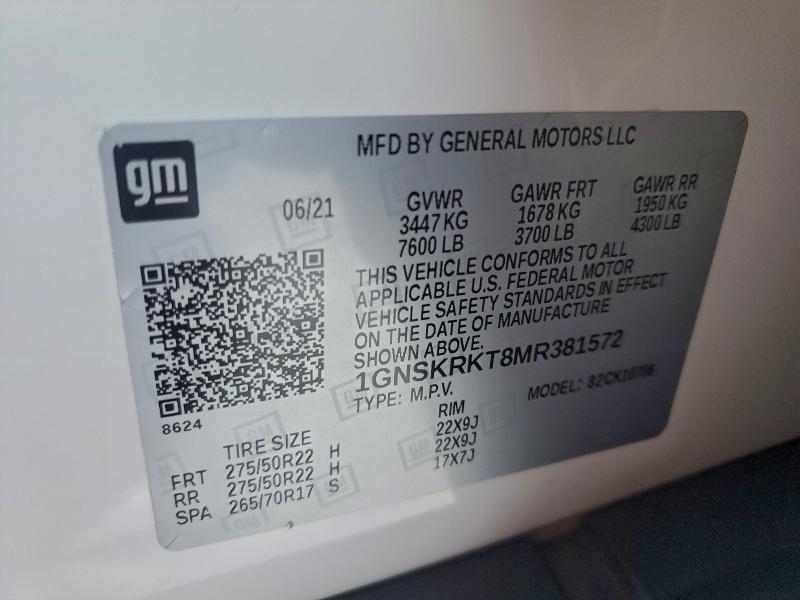 MFD BY GENERAL MOTORS LLC
gm
06/21
GVWR GAWR FRT GAWR RR
3447 KG 1678 KG 1950 KG
7600 LB 3700 LB 4300 LB
THIS VEHICLE CONFORMS TO ALL
APPLICABLE U.S. FEDERAL MOTOR
VEHICLE SAFETY STANDARDS IN EFFECT
ON THE DATE OF MANUFACTURE
SHOWN ABOVE.
1GNSKRKT8MR381572
TYPE: M.P.V. MODEL: 82CK10706
8624
TIRE SIZE RIM
FRT 275/50R22 H 22X9J
RR 275/50R22 H 22X9J
SPA 265/70R17 S 17X7J